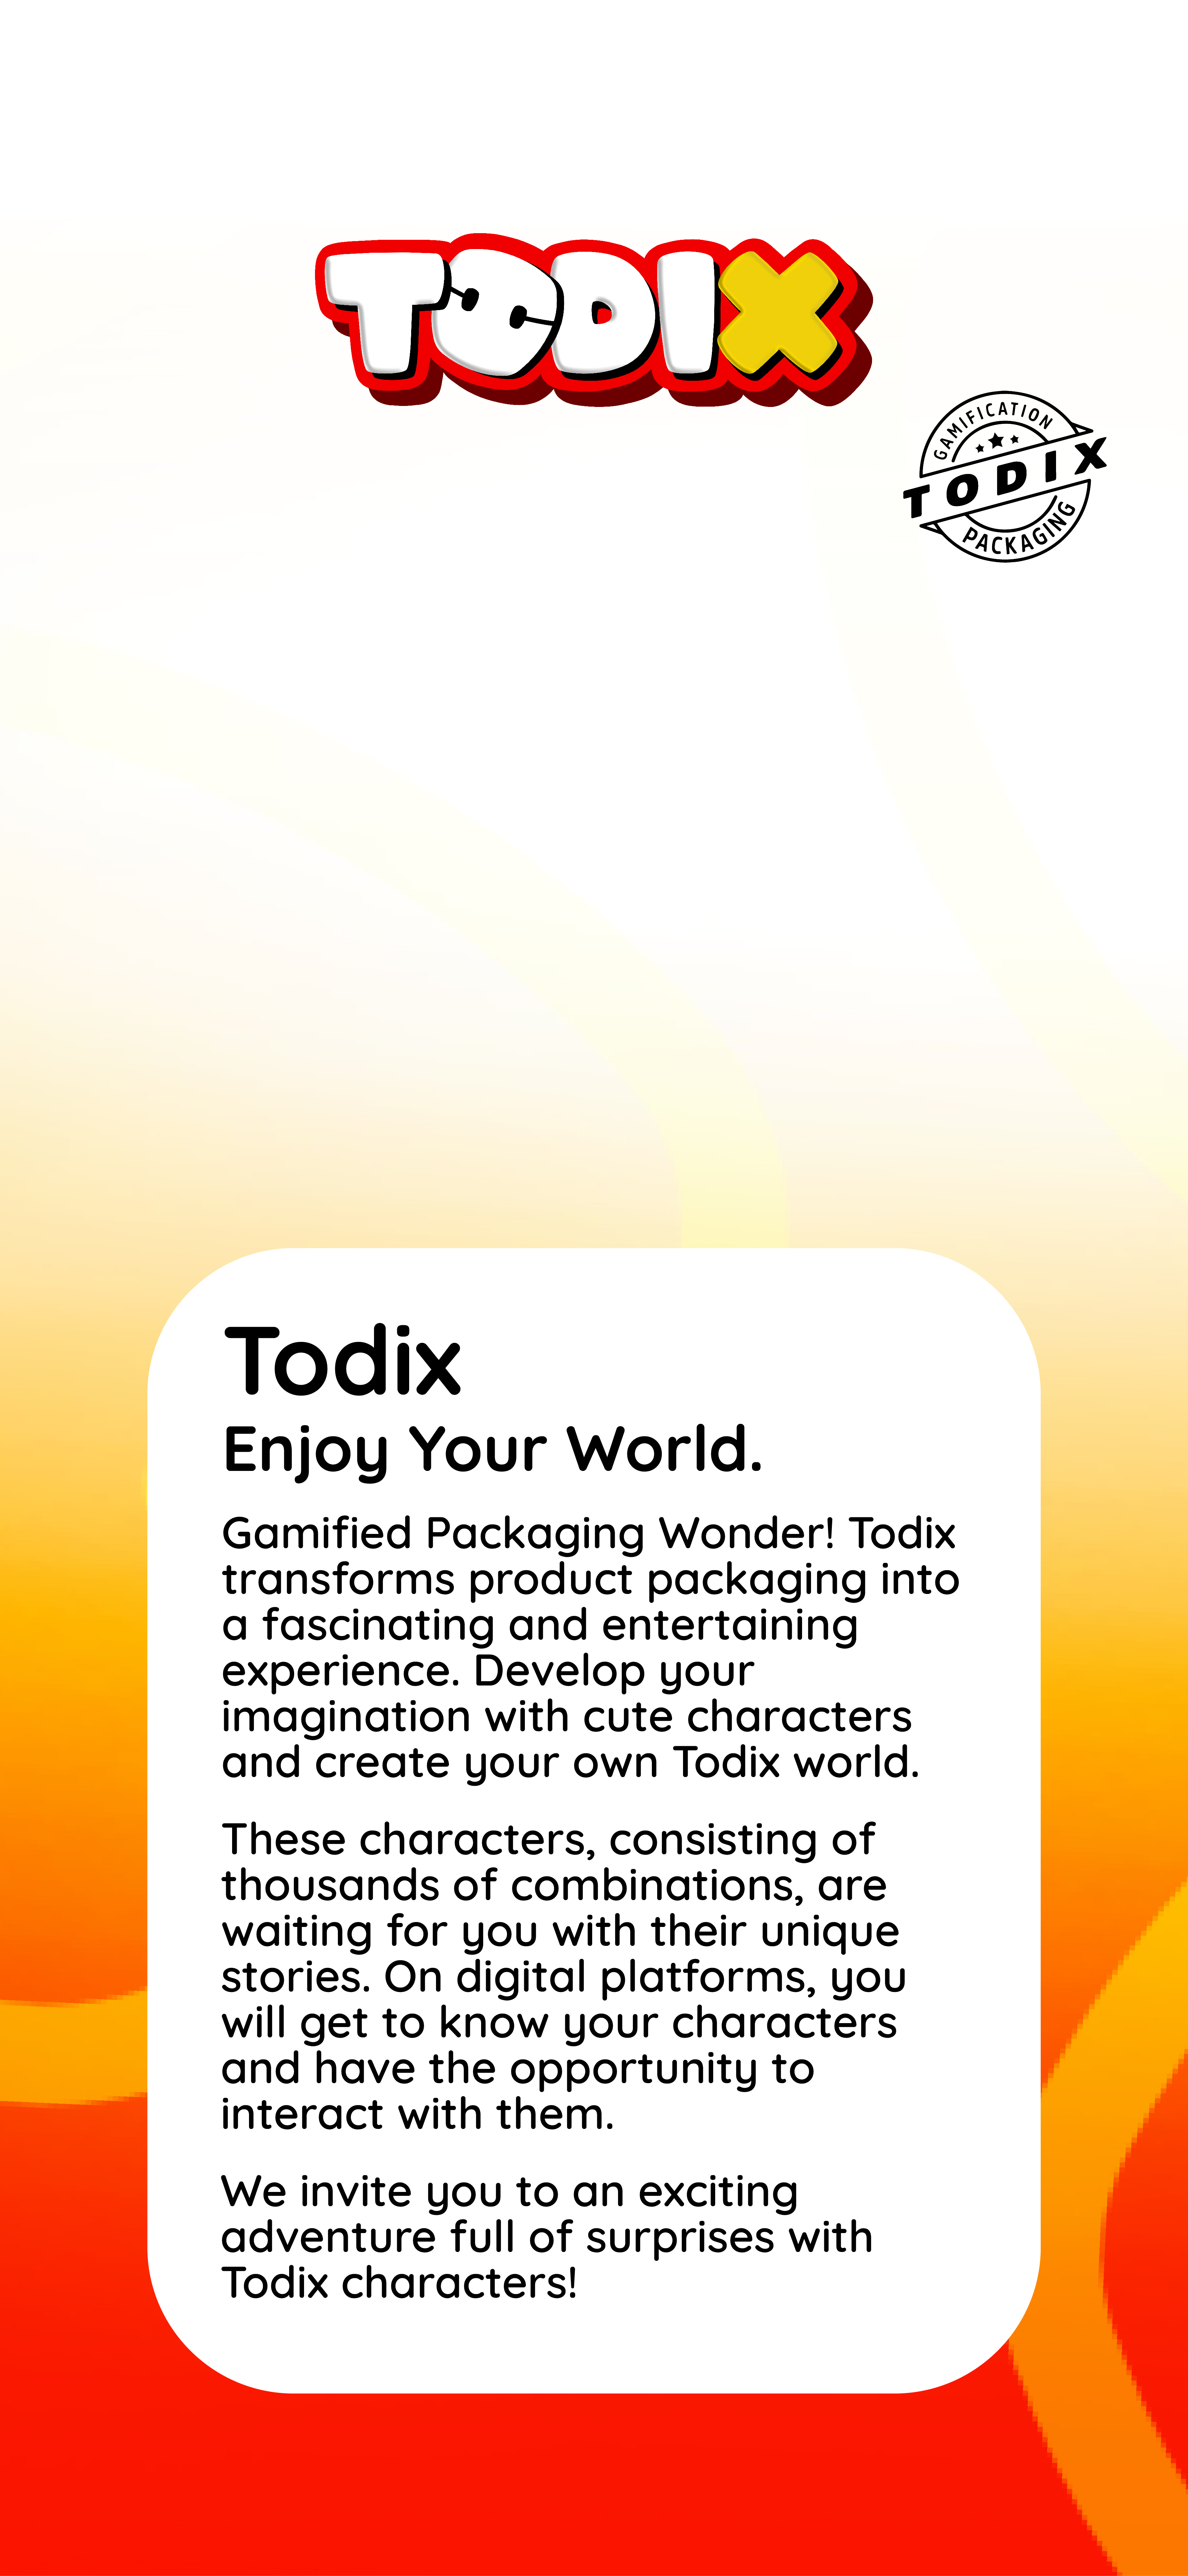 TODIX
GAMIFICATION
TODIX
PACKAGING
Todix
Enjoy Your World.
Gamified Packaging Wonder! Todix
transforms product packaging into
a fascinating and entertaining
experience. Develop your
imagination with cute characters
and create your own Todix world.
These characters, consisting of
thousands of combinations, are
waiting for you with their unique
stories. On digital platforms, you
will get to know your characters
and have the opportunity to
interact with them.
We invite you to an exciting
adventure full of surprises with
Todix characters!